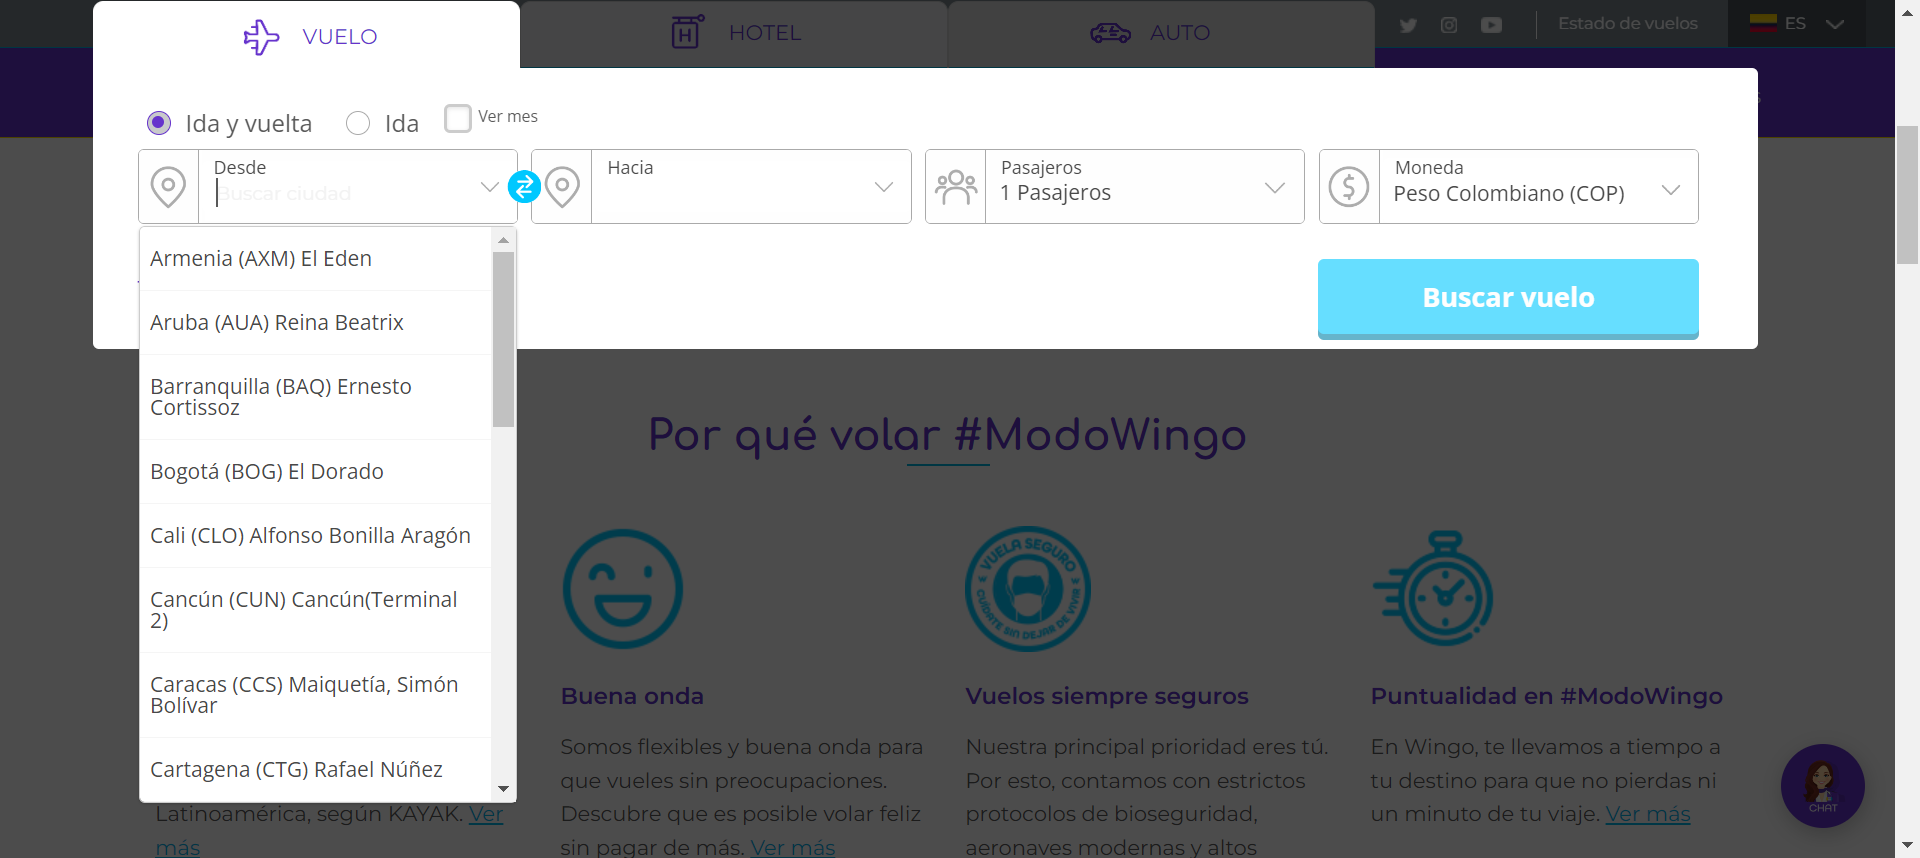 VUELO
HOTEL
AUTO
Estado de vuelos
ES
Ida y vuelta
Ida
Ver mes
Desde
Buscar ciudad
Hacia
Pasajeros
1 Pasajeros
Moneda
Peso Colombiano (COP)
Armenia (AXM) El Eden
Aruba (AUA) Reina Beatrix
Barranquilla (BAQ) Ernesto
Cortissoz
Bogotá (BOG) El Dorado
Cali (CLO) Alfonso Bonilla Aragón
Cancún (CUN) Cancún(Terminal
2)
Caracas (CCS) Maiquetía, Simón
Bolívar
Cartagena (CTG) Rafael Núñez
Buscar vuelo
Por qué volar #ModoWingo
Latinoamérica, según KAYAK. Ver
más
Buena onda
Somos flexibles y buena onda para
que vueles sin preocupaciones.
Descubre que es posible volar feliz
sin pagar de más. Ver más
VUELA SEGURO
CUÍDATE SIN DEJAR DE VIVIR
Vuelos siempre seguros
Nuestra principal prioridad eres tú.
Por esto, contamos con estrictos
protocolos de bioseguridad,
aeronaves modernas y altos
Puntualidad en #ModoWingo
En Wingo, te llevamos a tiempo a
tu destino para que no pierdas ni
un minuto de tu viaje. Ver más
CHAT